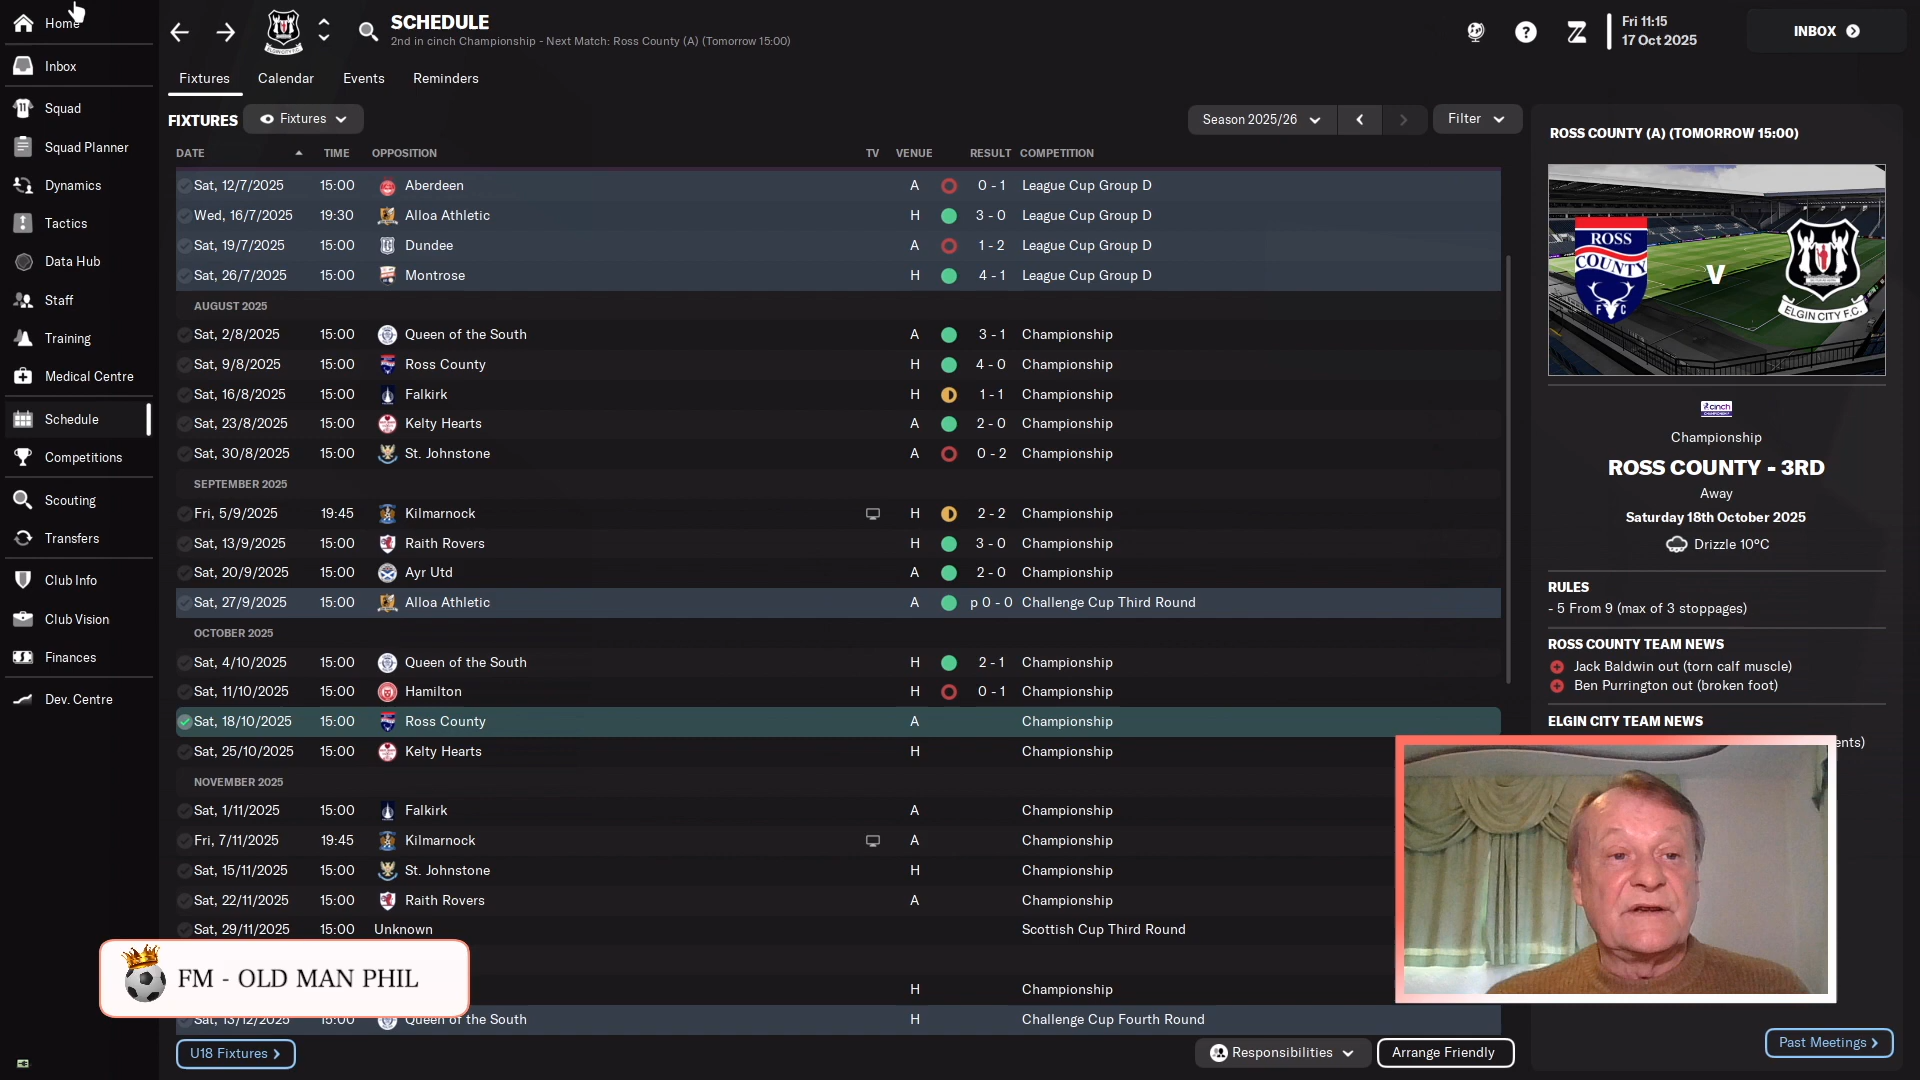 Home
Inbox
Squad
Squad Planner
Dynamics
Tactics
Data Hub
Staff
Training
Medical Centre
Schedule
Competitions
Scouting
Transfers
Club Info
Club Vision
Finances
Dev. Centre
SCHEDULE
2nd in cinch Championship - Next Match: Ross County (A) (Tomorrow 15:00)
Fri 11:15
17 Oct 2025
INBOX
Fixtures Calendar Events Reminders
FIXTURES Fixtures Season 2025/26 Filter
DATE TIME OPPOSITION TV VENUE RESULT COMPETITION
Sat, 12/7/2025 15:00 Aberdeen A 0 - 1 League Cup Group D
Wed, 16/7/2025 19:30 Alloa Athletic H 3 - 0 League Cup Group D
Sat, 19/7/2025 15:00 Dundee A 1 - 2 League Cup Group D
Sat, 26/7/2025 15:00 Montrose H 4 - 1 League Cup Group D
AUGUST 2025
Sat, 2/8/2025 15:00 Queen of the South A 3 - 1 Championship
Sat, 9/8/2025 15:00 Ross County H 4 - 0 Championship
Sat, 16/8/2025 15:00 Falkirk H 1 - 1 Championship
Sat, 23/8/2025 15:00 Kelty Hearts A 2 - 0 Championship
Sat, 30/8/2025 15:00 St. Johnstone A 0 - 2 Championship
SEPTEMBER 2025
Fri, 5/9/2025 19:45 Kilmarnock H 2 - 2 Championship
Sat, 13/9/2025 15:00 Raith Rovers H 3 - 0 Championship
Sat, 20/9/2025 15:00 Ayr Utd A 2 - 0 Championship
Sat, 27/9/2025 15:00 Alloa Athletic A p 0 - 0 Challenge Cup Third Round
OCTOBER 2025
Sat, 4/10/2025 15:00 Queen of the South H 2 - 1 Championship
Sat, 11/10/2025 15:00 Hamilton H 0 - 1 Championship
Sat, 18/10/2025 15:00 Ross County A Championship
Sat, 25/10/2025 15:00 Kelty Hearts H Championship
NOVEMBER 2025
Sat, 1/11/2025 15:00 Falkirk A Championship
Fri, 7/11/2025 19:45 Kilmarnock A Championship
Sat, 15/11/2025 15:00 St. Johnstone H Championship
Sat, 22/11/2025 15:00 Raith Rovers A Championship
Sat, 29/11/2025 15:00 Unknown Scottish Cup Third Round
H Championship
Sat, 13/12/2025 15:00 Queen of the South H Challenge Cup Fourth Round
FM - OLD MAN PHIL
U18 Fixtures
Responsibilities
Arrange Friendly
ROSS COUNTY (A) (TOMORROW 15:00)
ROSS
COUNTY
F C
V
ELGIN CITY F.C.
cinch
Championship
ROSS COUNTY - 3RD
Away
Saturday 18th October 2025
Drizzle 10°C
RULES
- 5 From 9 (max of 3 stoppages)
ROSS COUNTY TEAM NEWS
Jack Baldwin out (torn calf muscle)
Ben Purrington out (broken foot)
ELGIN CITY TEAM NEWS
ents)
Past Meetings